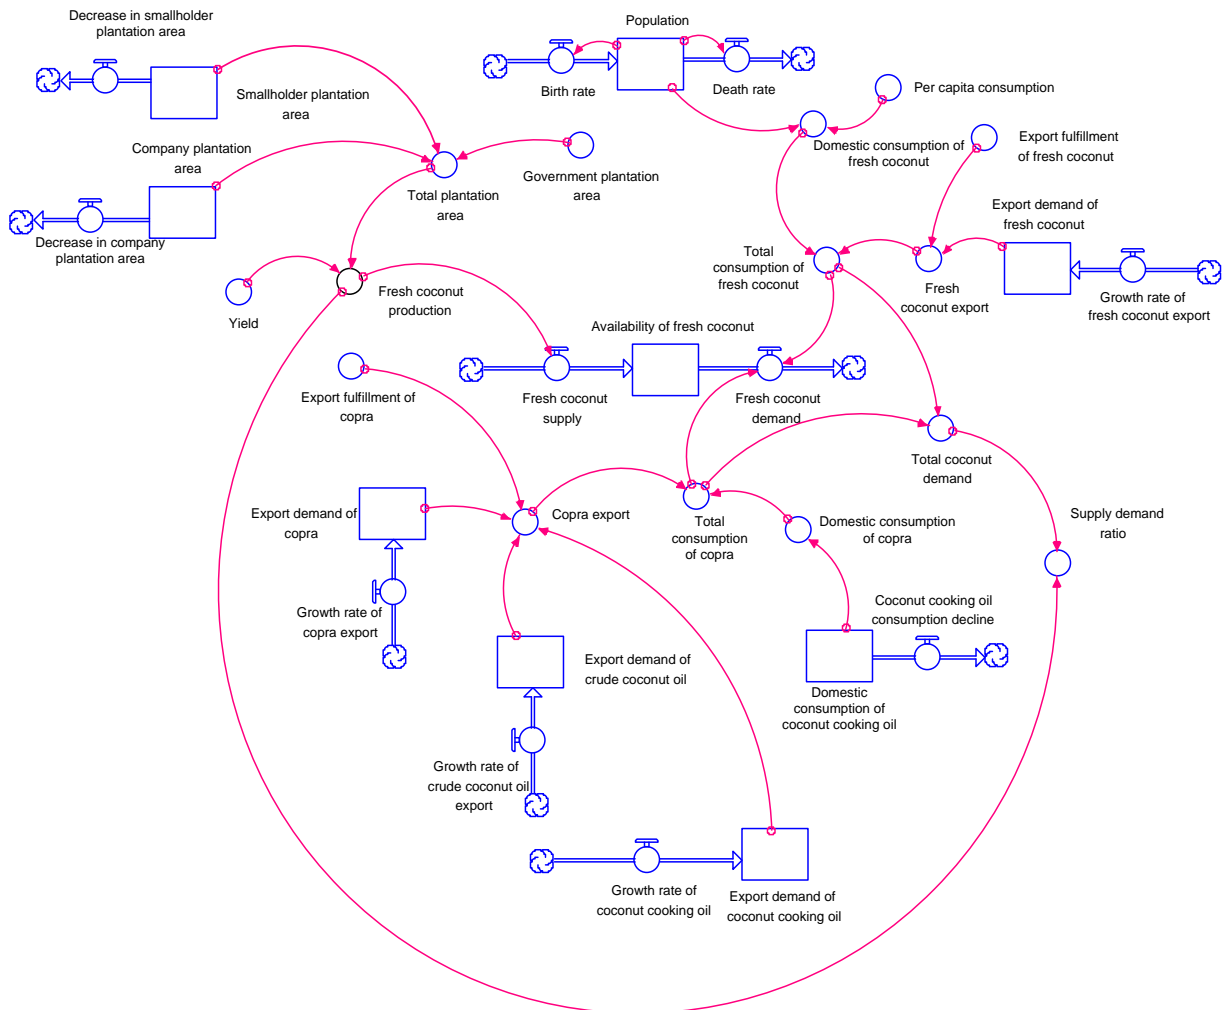 Decrease in smallholder
plantation area
Population
Smallholder plantation
area
Birth rate
Death rate
Per capita consumption
Company plantation
area
Domestic consumption of
fresh coconut
Export fulfillment
of fresh coconut
Government plantation
area
Total plantation
area
Export demand of
fresh coconut
Decrease in company
plantation area
Total
consumption of
fresh coconut
Fresh
coconut export
Growth rate of
fresh coconut export
Fresh coconut
production
Yield
Availability of fresh coconut
Export fulfillment of
copra
Fresh coconut
supply
Fresh coconut
demand
Total coconut
demand
Export demand of
copra
Copra export
Total
consumption
of copra
Domestic consumption
of copra
Supply demand
ratio
Growth rate of
copra export
Coconut cooking oil
consumption decline
Export demand of
crude coconut oil
Domestic
consumption of
coconut cooking oil
Growth rate of
crude coconut oil
export
Growth rate of
coconut cooking oil
Export demand of
coconut cooking oil